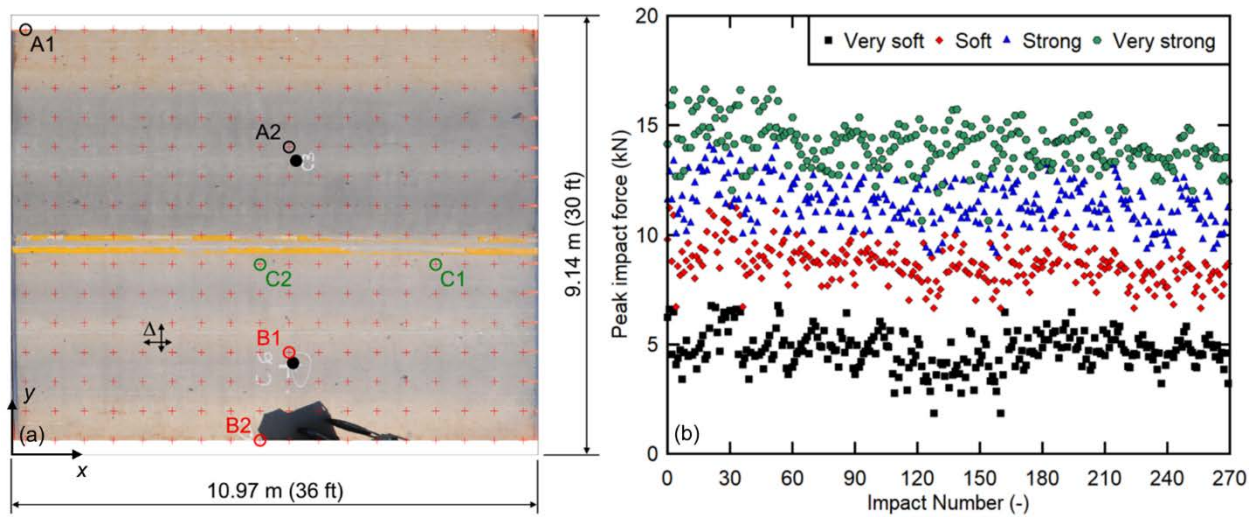 A1
A2
C3
C2
C1
Δ
B1
B2
y
(a)
x
10.97 m (36 ft)
9.14 m (30 ft)
Very soft Soft Strong Very strong
Peak impact force (kN)
20
15
10
5
0
(b)
0 30 60 90 120 150 180 210 240 270
Impact Number (-)